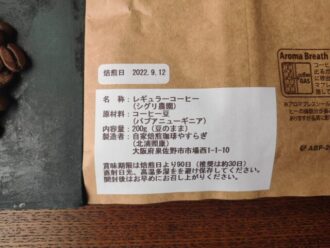 Aroma Breath
coffee
GAS
焙煎日 2022.9.12
名 称:レギュラーコーヒー
(シグリ農園)
原材料:コーヒー豆
(パプアニューギニア)
内容量:200g (豆のまま)
製造者:自家焙煎珈琲やすらぎ
大阪府泉佐野市市場西1-1-10
賞味期限は焙煎日より90日 (推奨は約30日)
直射日光、高温多湿をを避け保存してください。
開封後はお早めにお召し上がりください。